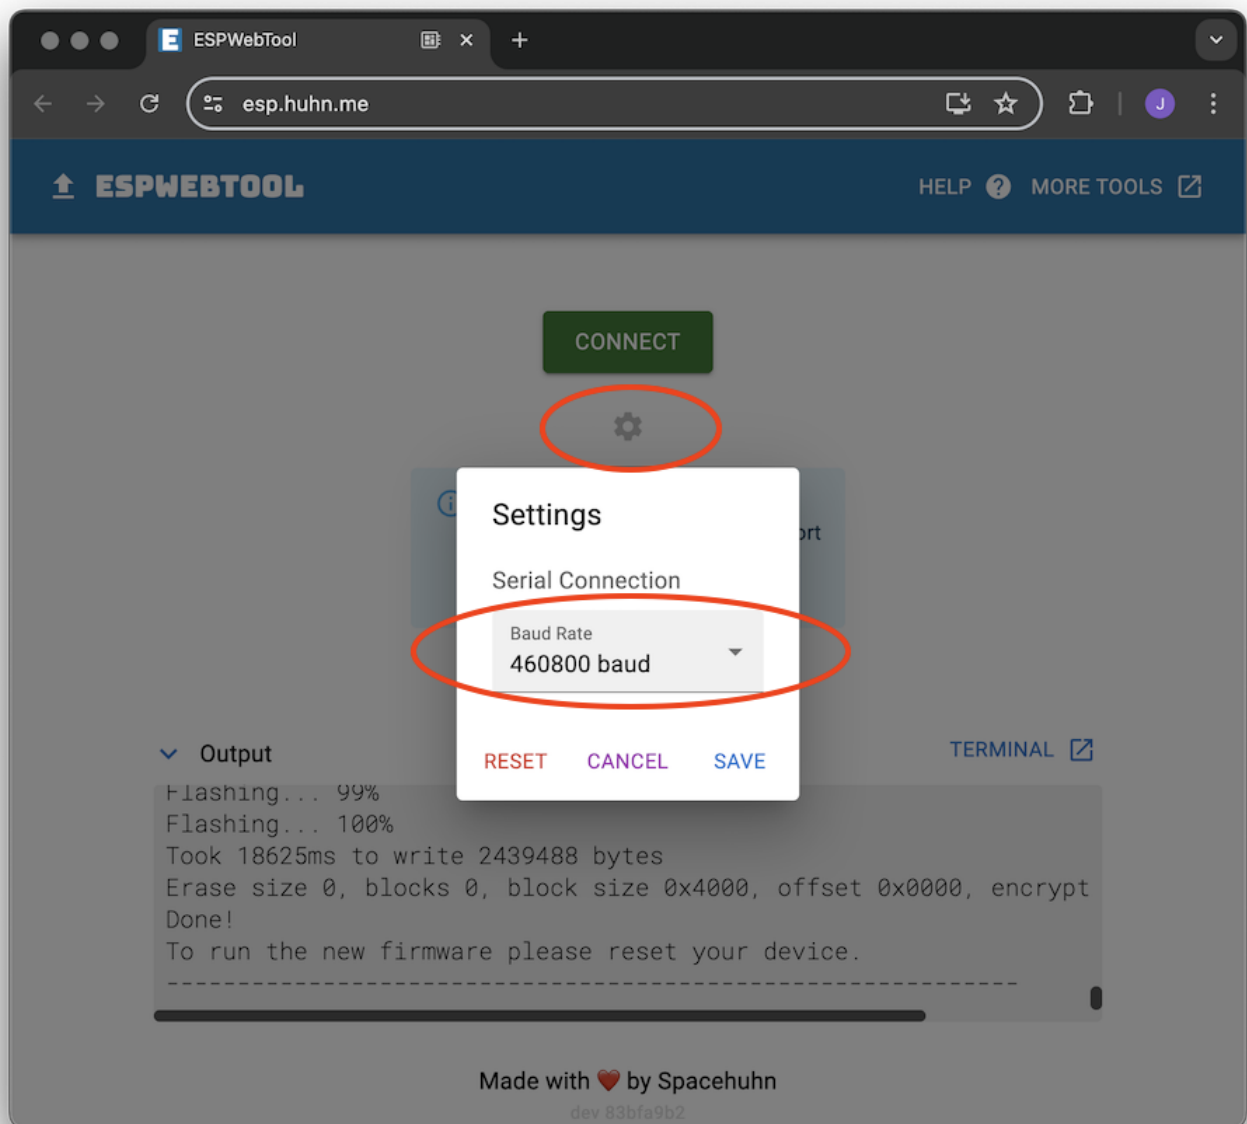 ESPWebTool
esp.huhn.me
J
ESPWEBTOOL
HELP ? MORE TOOLS
CONNECT
Settings
Serial Connection
Baud Rate
460800 baud
RESET CANCEL SAVE
Output
TERMINAL
Flashing... 99%
Flashing... 100%
Took 18625ms to write 2439488 bytes
Erase size 0, blocks 0, block size 0x4000, offset 0x0000, encrypt
Done!
To run the new firmware please reset your device.
------------------------------------------------------------
Made with ❤️ by Spacehuhn
dev 83bfa9b2